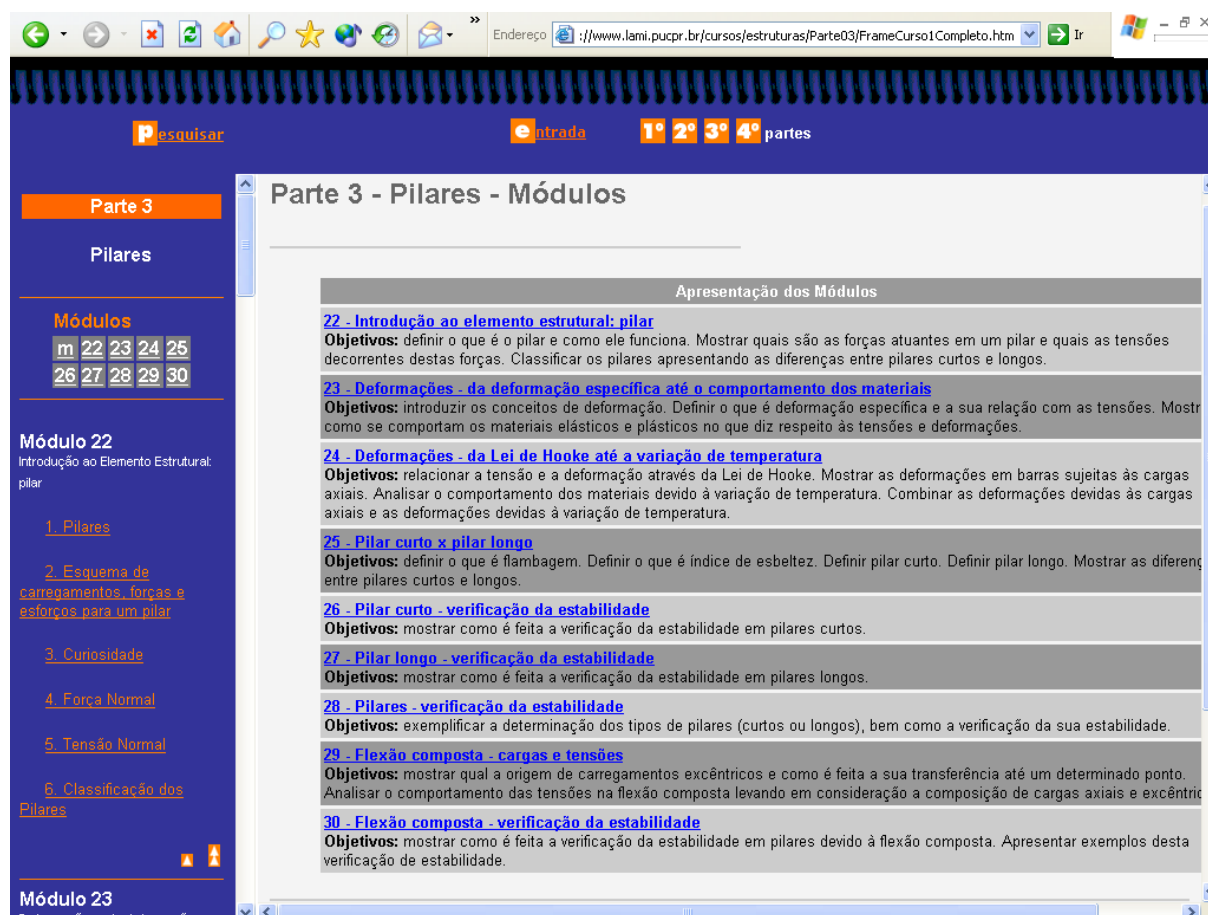 »
Endereço ://www.lami.pucpr.br/cursos/estruturas/Parte03/FrameCurso1Completo.htm Ir
Pesquisar entrada 1º 2º 3º 4º partes
Parte 3
Pilares
Módulos
m 22 23 24 25
26 27 28 29 30
Módulo 22
Introdução ao Elemento Estrutural:
pilar
1. Pilares
2. Esquema de
carregamentos, forças e
esforços para um pilar
3. Curiosidade
4. Força Normal
5. Tensão Normal
6. Classificação dos
Pilares
Módulo 23
Parte 3 - Pilares - Módulos
Apresentação dos Módulos
22 - Introdução ao elemento estrutural: pilar
Objetivos: definir o que é o pilar e como ele funciona. Mostrar quais são as forças atuantes em um pilar e quais as tensões
decorrentes destas forças. Classificar os pilares apresentando as diferenças entre pilares curtos e longos.
23 - Deformações - da deformação específica até o comportamento dos materiais
Objetivos: introduzir os conceitos de deformação. Definir o que é deformação específica e a sua relação com as tensões. Mostr
como se comportam os materiais elásticos e plásticos no que diz respeito às tensões e deformações.
24 - Deformações - da Lei de Hooke até a variação de temperatura
Objetivos: relacionar a tensão e a deformação através da Lei de Hooke. Mostrar as deformações em barras sujeitas às cargas
axiais. Analisar o comportamento dos materiais devido à variação de temperatura. Combinar as deformações devidas às cargas
axiais e as deformações devidas à variação de temperatura.
25 - Pilar curto x pilar longo
Objetivos: definir o que é flambagem. Definir o que é índice de esbeltez. Definir pilar curto. Definir pilar longo. Mostrar as diferenç
entre pilares curtos e longos.
26 - Pilar curto - verificação da estabilidade
Objetivos: mostrar como é feita a verificação da estabilidade em pilares curtos.
27 - Pilar longo - verificação da estabilidade
Objetivos: mostrar como é feita a verificação da estabilidade em pilares longos.
28 - Pilares - verificação da estabilidade
Objetivos: exemplificar a determinação dos tipos de pilares (curtos ou longos), bem como a verificação da sua estabilidade.
29 - Flexão composta - cargas e tensões
Objetivos: mostrar qual a origem de carregamentos excêntricos e como é feita a sua transferência até um determinado ponto.
Analisar o comportamento das tensões na flexão composta levando em consideração a composição de cargas axiais e excêntric
30 - Flexão composta - verificação da estabilidade
Objetivos: mostrar como é feita a verificação da estabilidade em pilares devido à flexão composta. Apresentar exemplos desta
verificação de estabilidade.